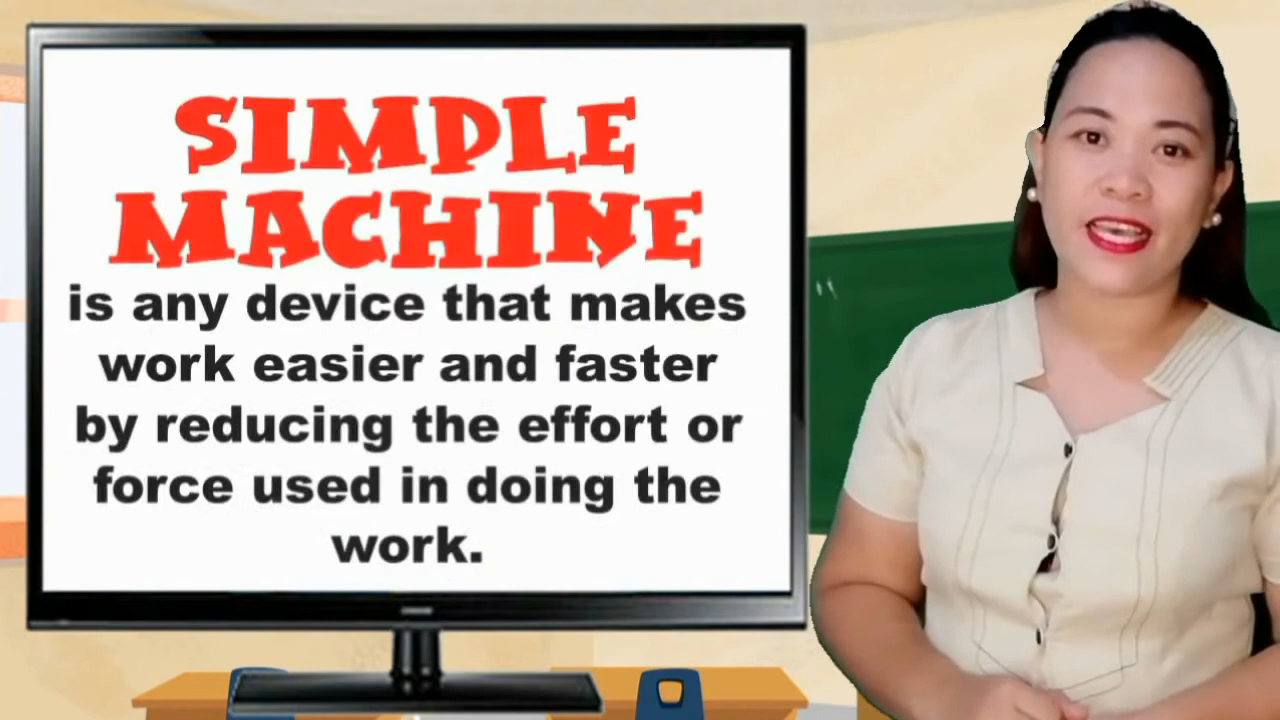 SIMPLE
MACHINE
is any device that makes
work easier and faster
by reducing the effort or
force used in doing the
work.